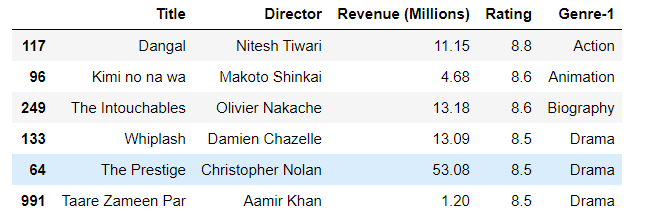 Title Director Revenue (Millions) Rating Genre-1
117 Dangal Nitesh Tiwari 11.15 8.8 Action
96 Kimi no na wa Makoto Shinkai 4.68 8.6 Animation
249 The Intouchables Olivier Nakache 13.18 8.6 Biography
133 Whiplash Damien Chazelle 13.09 8.5 Drama
64 The Prestige Christopher Nolan 53.08 8.5 Drama
991 Taare Zameen Par Aamir Khan 1.20 8.5 Drama